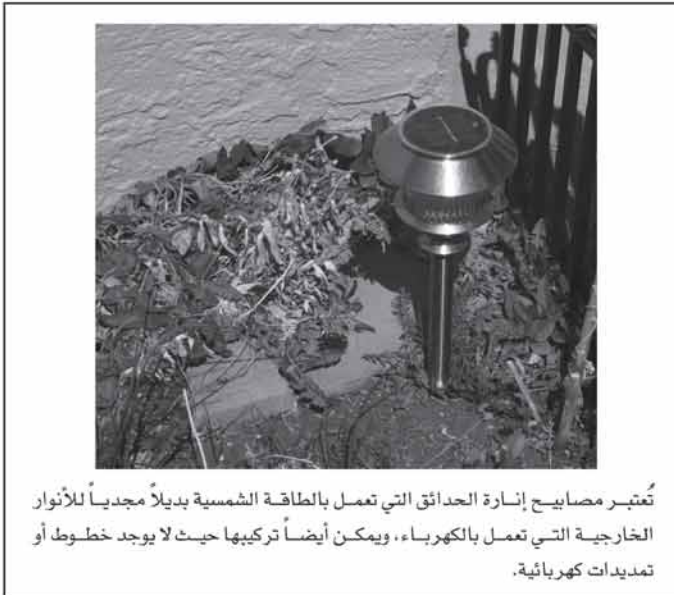 تُعتبر مصابيح إنارة الحدائق التي تعمل بالطاقة الشمسية بديلاً مجدياً للأنوار
الخارجية التي تعمل بالكهرباء، ويمكن أيضاً تركيبها حيث لا يوجد خطوط أو
تمديدات كهربائية.